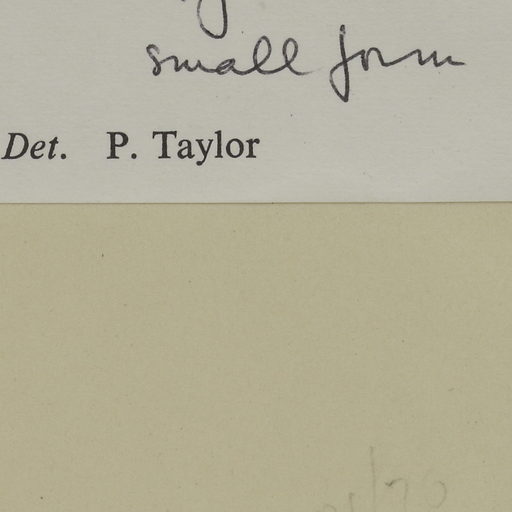 small form
Det. P. Taylor